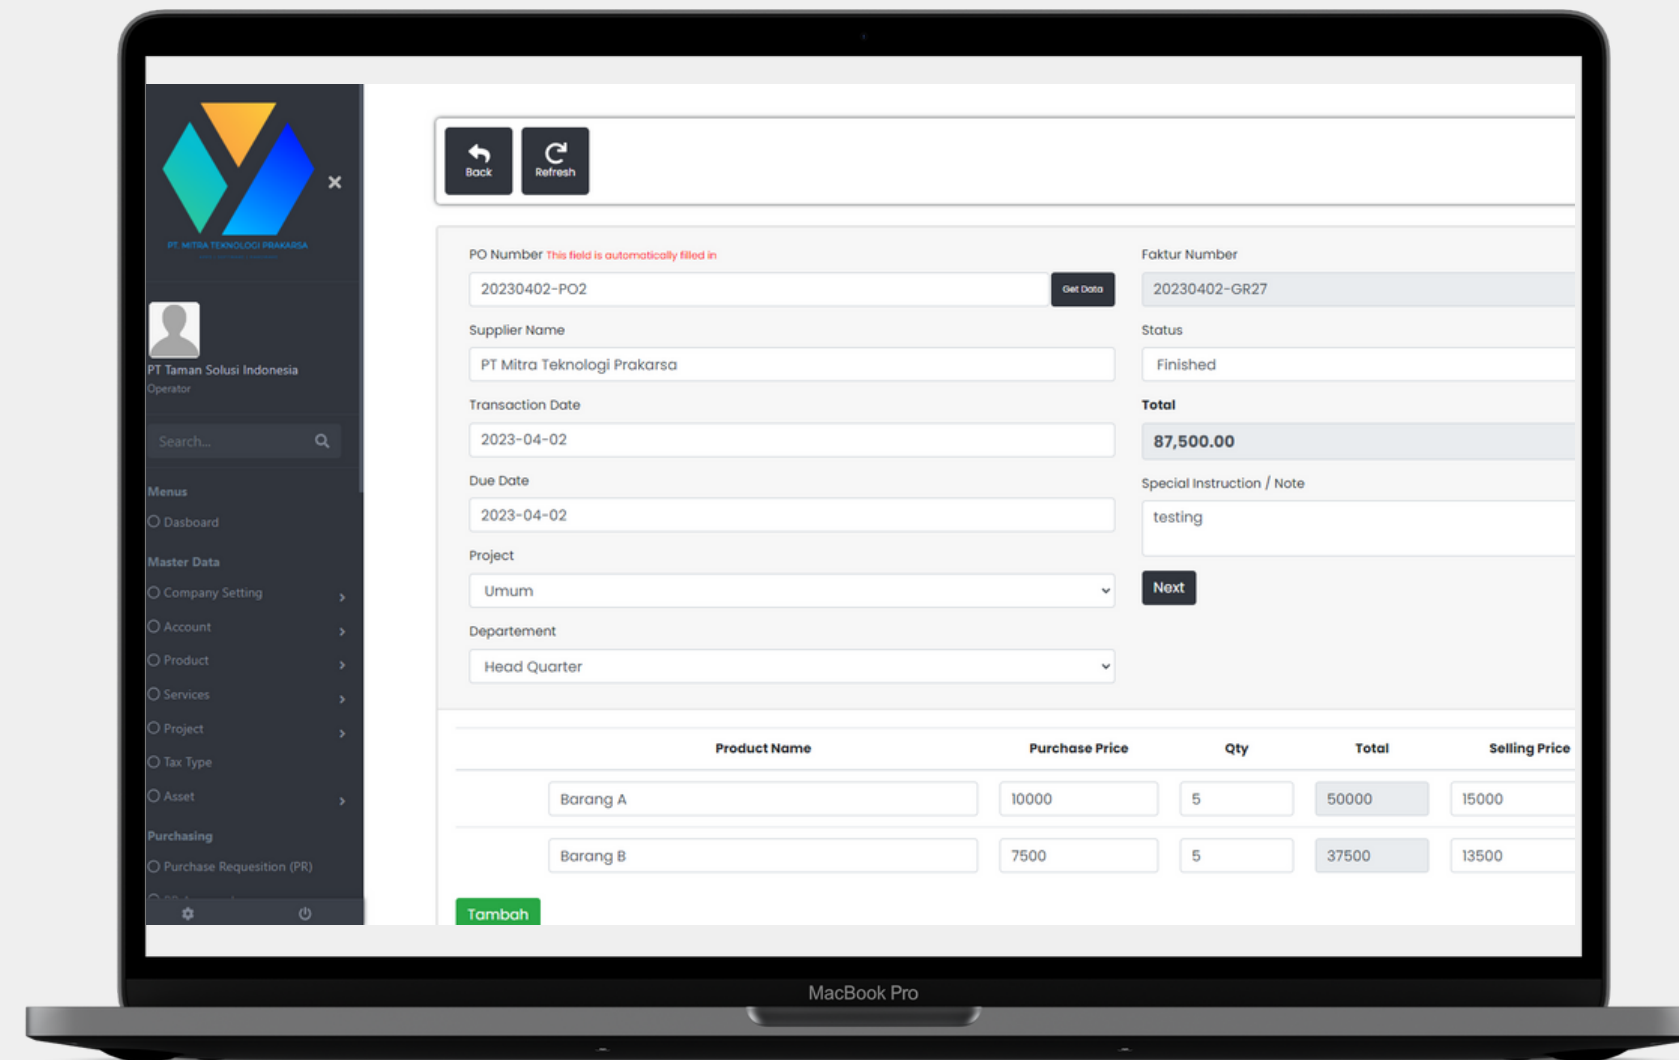 PT. MITRA TEKNOLOGI PRAKARSA
PT Taman Solusi Indonesia
Operator
Search...
Menus
Dasboard
Master Data
Company Setting
Account
Product
Services
Project
Tax Type
Asset
Purchasing
Purchase Requesition (PR)
Back
Refresh
PO Number This field is automatically filled in
20230402-PO2
Get Data
Supplier Name
PT Mitra Teknologi Prakarsa
Transaction Date
2023-04-02
Due Date
2023-04-02
Project
Umum
Departement
Head Quarter
Faktur Number
20230402-GR27
Status
Finished
Total
87,500.00
Special Instruction / Note
testing
Next
Product Name Purchase Price Qty Total Selling Price
Barang A 10000 5 50000 15000
Barang B 7500 5 37500 13500
Tambah
MacBook Pro